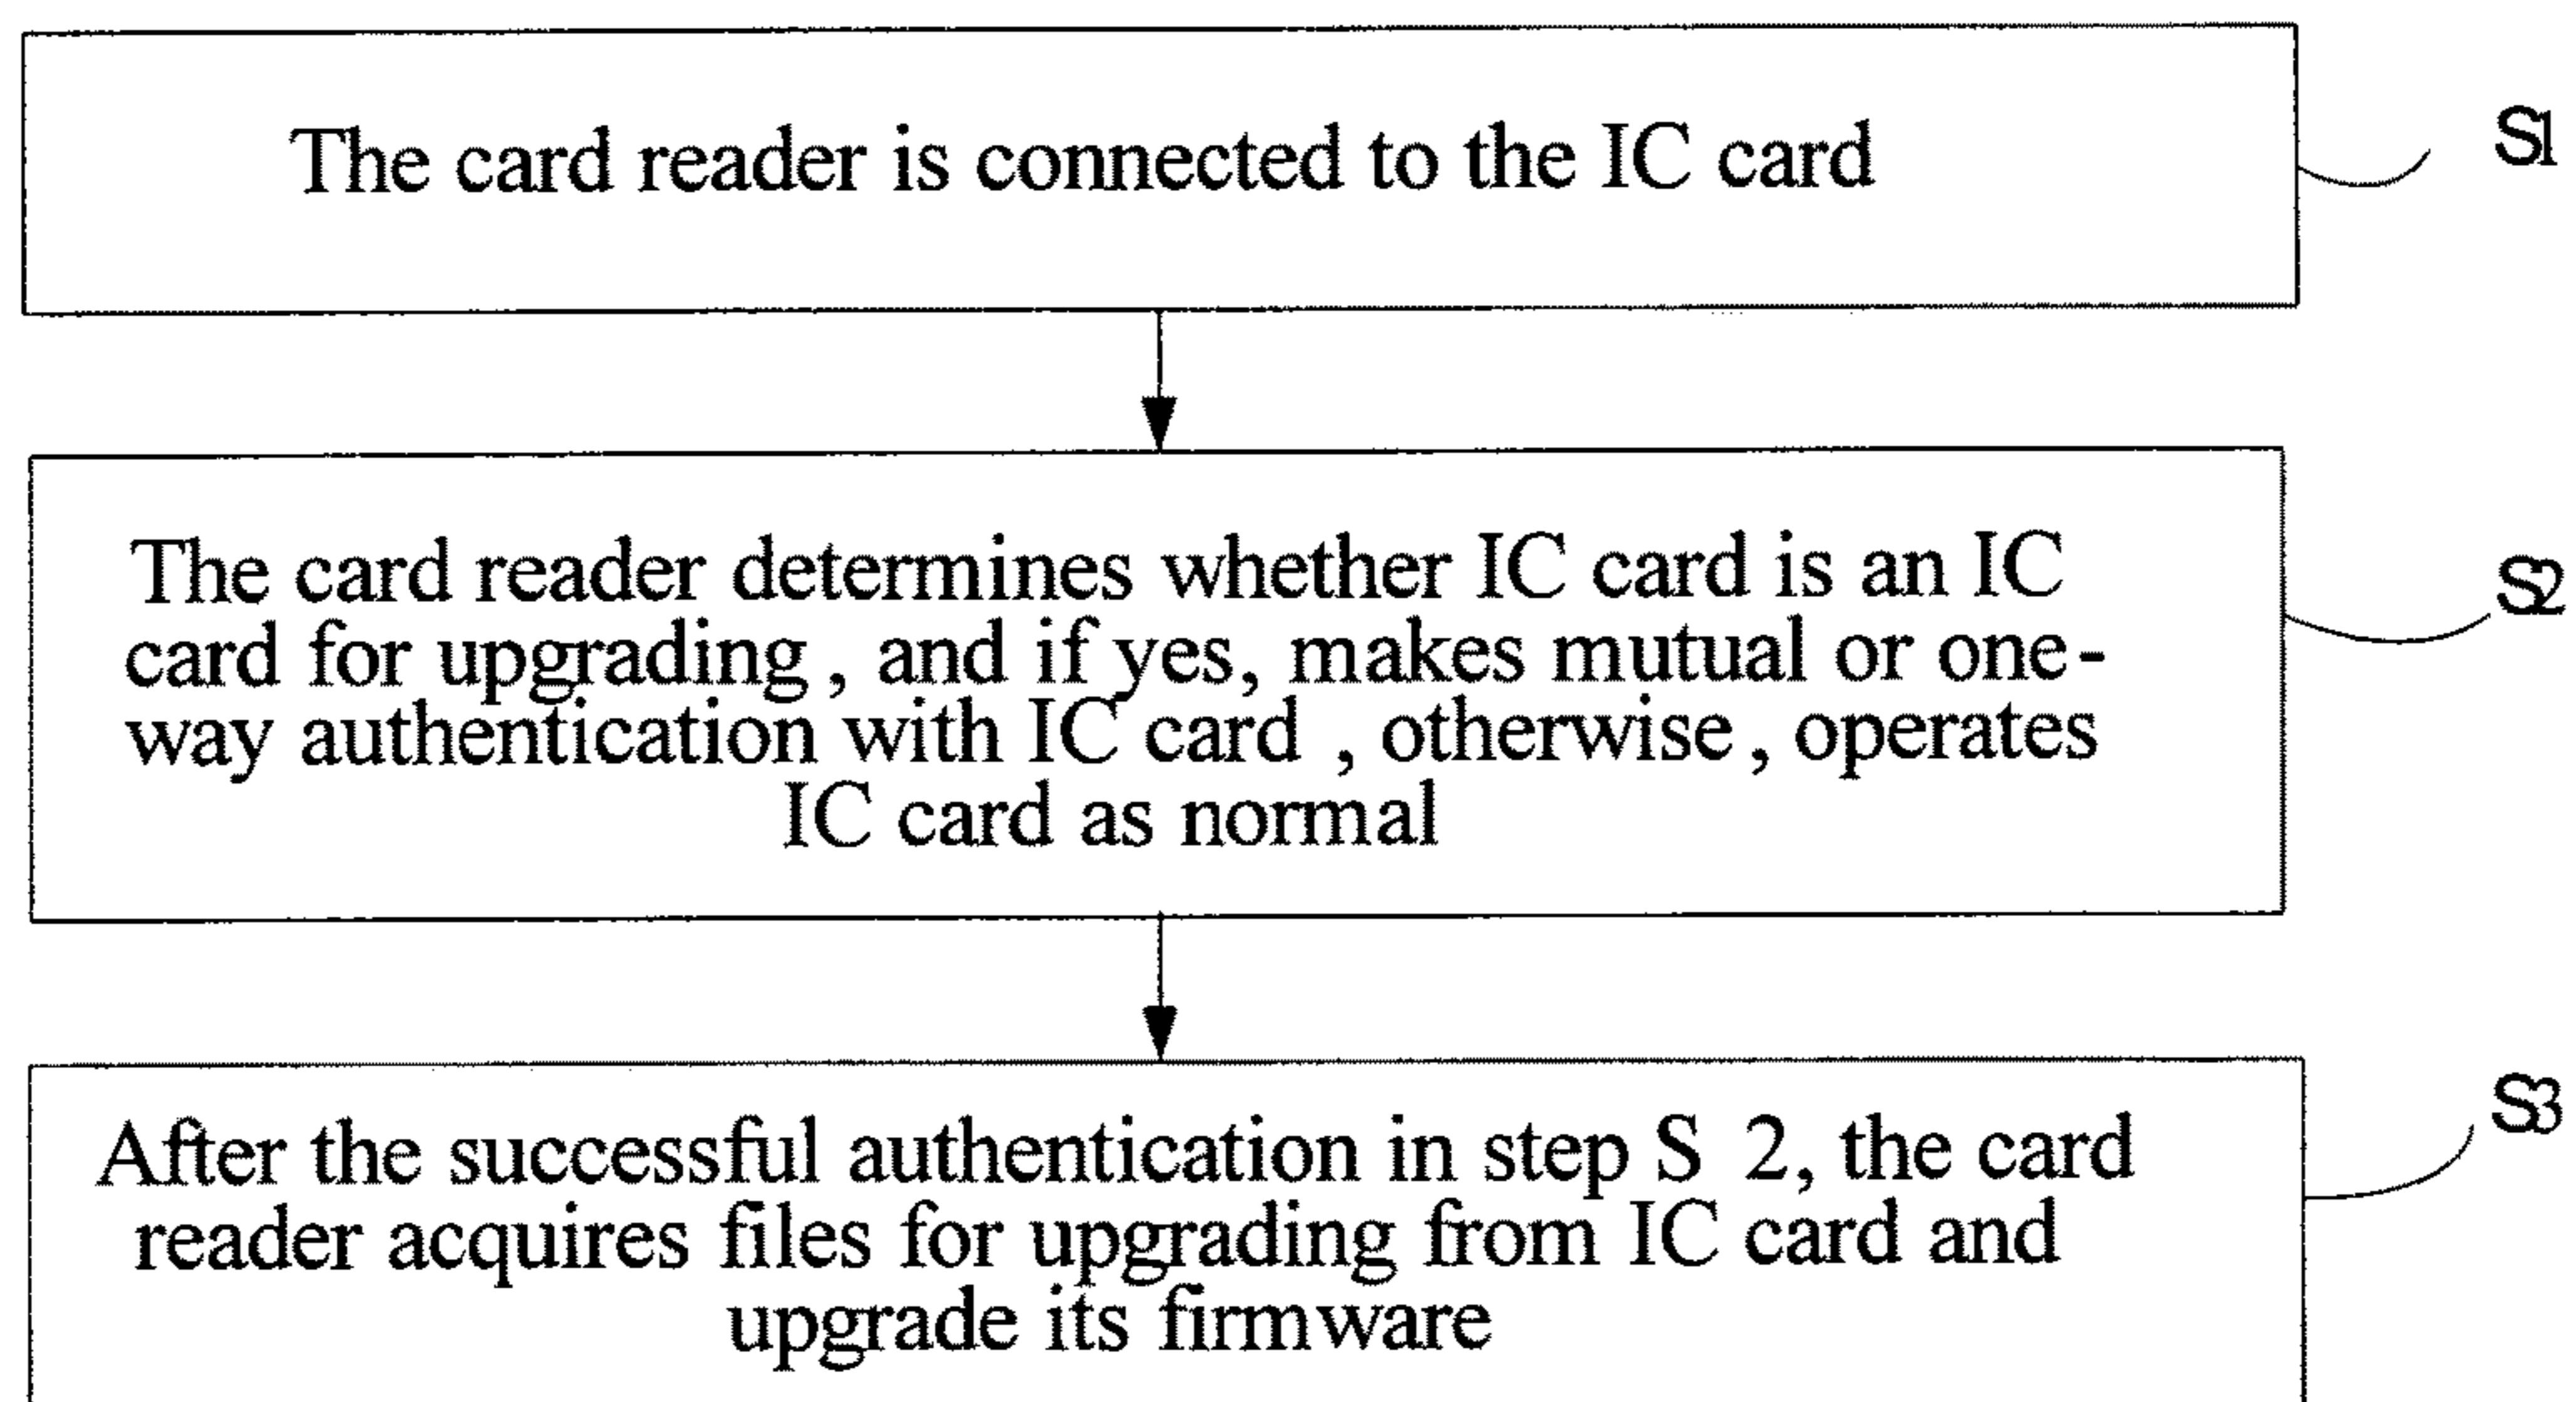 The card reader is connected to the IC card
S1
The card reader determines whether IC card is an IC
card for upgrading, and if yes, makes mutual or one-
way authentication with IC card , otherwise, operates
IC card as normal
S2
After the successful authentication in step S 2, the card
reader acquires files for upgrading from IC card and
upgrade its firmware
S3